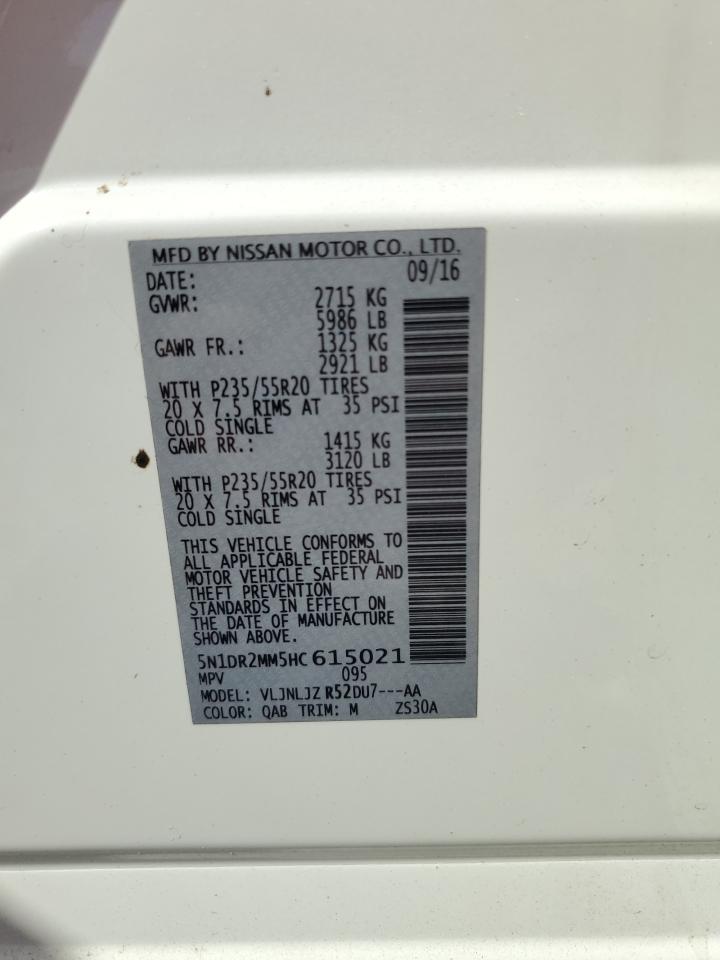 MFD BY NISSAN MOTOR CO., LTD.
DATE: 09/16
GVWR: 2715 KG
5986 LB
GAWR FR.: 1325 KG
2921 LB
WITH P235/55R20 TIRES
20 X 7.5 RIMS AT 35 PSI
COLD SINGLE
GAWR RR.: 1415 KG
3120 LB
WITH P235/55R20 TIRES
20 X 7.5 RIMS AT 35 PSI
COLD SINGLE
THIS VEHICLE CONFORMS TO
ALL APPLICABLE FEDERAL
MOTOR VEHICLE SAFETY AND
THEFT PREVENTION
STANDARDS IN EFFECT ON
THE DATE OF MANUFACTURE
SHOWN ABOVE.
5N1DR2MM5HC615021
MPV 095
MODEL: VLJNLJZ R52DU7---AA
COLOR: QAB TRIM: M ZS30A